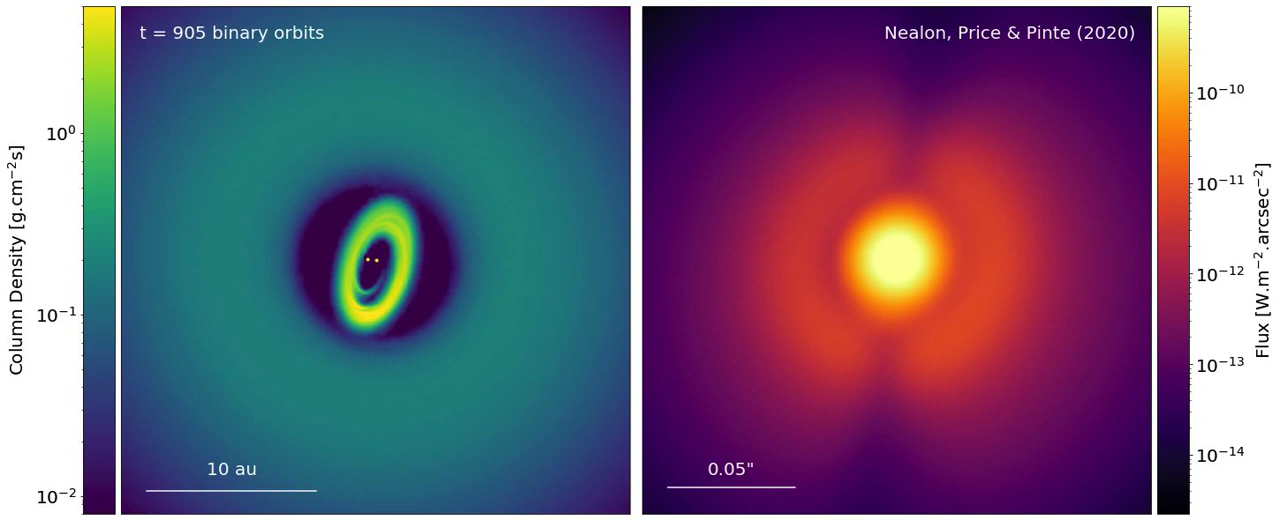 t = 905 binary orbits
Nealon, Price & Pinte (2020)
Column Density [g.cm⁻²s]
10⁰
10⁻¹
10⁻²
10 au
0.05"
10⁻¹⁰
10⁻¹¹
10⁻¹²
10⁻¹³
10⁻¹⁴
Flux [W.m⁻².arcsec⁻²]